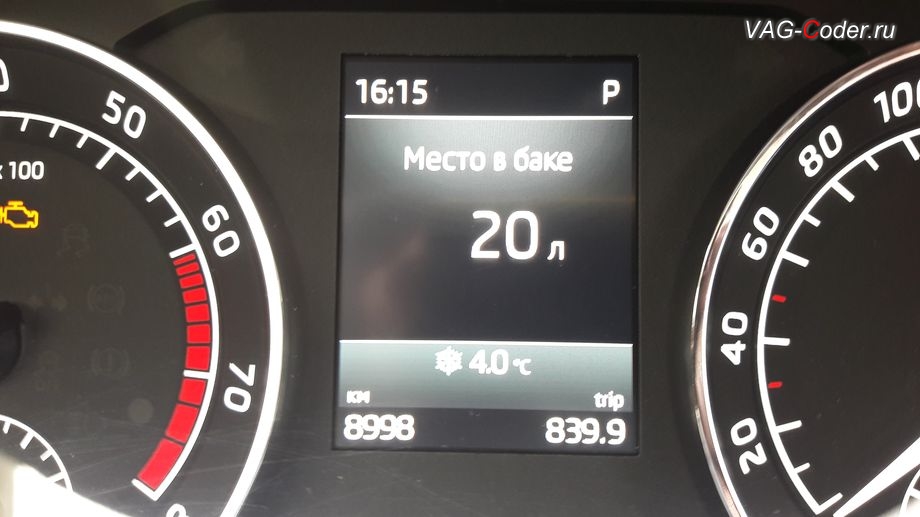 VAG-Coder.ru
16:15 P
Место в баке
20 л
4.0 °C
км trip
8998 839.9
50
x 100
60
70
100
80
60
40
20